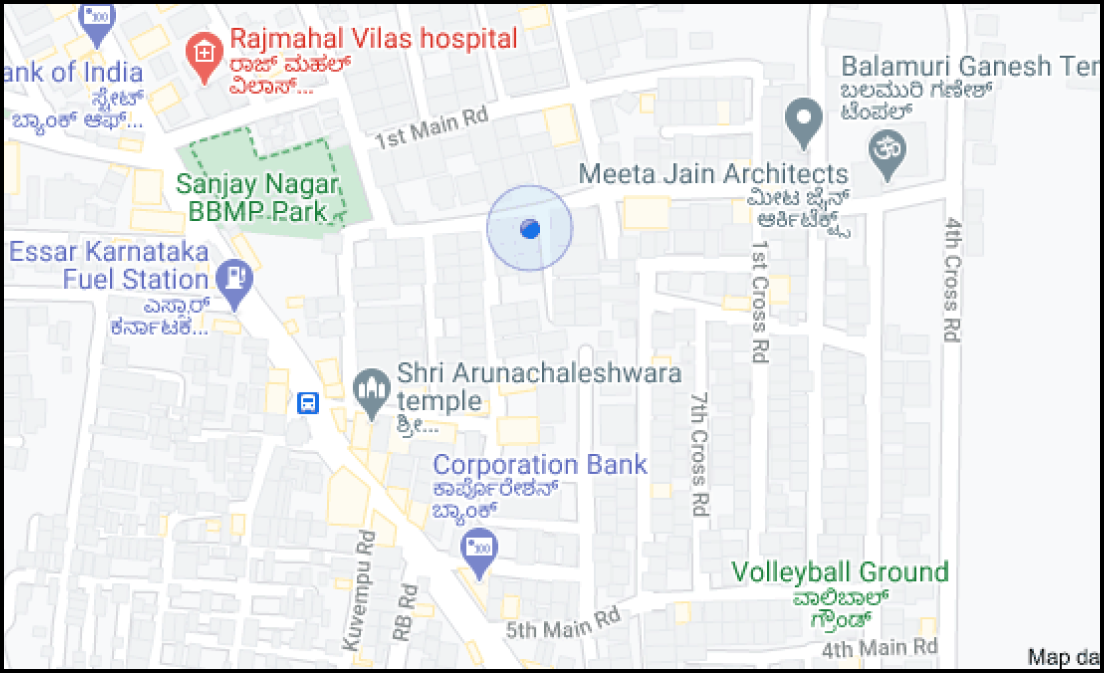 Rajmahal Vilas hospital
ರಾಜ್ ಮಹಲ್
ವಿಲಾಸ್...
ank of India
ಸ್ಟೇಟ್
ಬ್ಯಾಂಕ್ ಆಫ್...
Balamuri Ganesh Ter
ಬಲಮುರಿ ಗಣೇಶ್
ಟೆಂಪಲ್
1st Main Rd
Sanjay Nagar
BBMP Park
Meeta Jain Architects
ಮೀಟ ಜೈನ್
ಆರ್ಕಿಟೆಕ್ಟ್ಸ್
Essar Karnataka
Fuel Station
ಎಸ್ಸಾರ್
ಕರ್ನಾಟಕ...
1st Cross Rd
4th Cross Rd
Shri Arunachaleshwara
temple
ಶ್ರೀ...
7th Cross Rd
Corporation Bank
ಕಾರ್ಪೊರೇಶನ್
ಬ್ಯಾಂಕ್
Kuvempu Rd
RB Rd
Volleyball Ground
ವಾಲಿಬಾಲ್
ಗ್ರೌಂಡ್
5th Main Rd
4th Main Rd
Map da